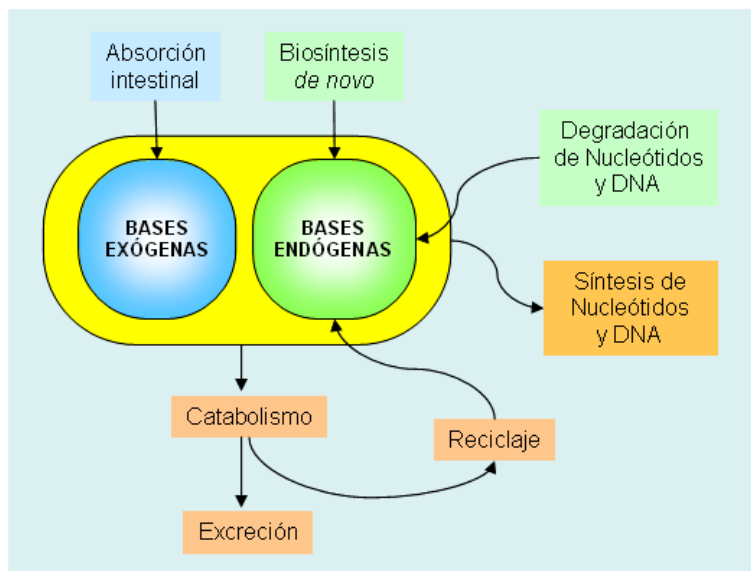 Absorción
intestinal
Biosíntesis
de novo
Degradación
de Nucleótidos
y DNA
BASES
EXÓGENAS
BASES
ENDÓGENAS
Síntesis de
Nucleótidos
y DNA
Catabolismo
Reciclaje
Excreción